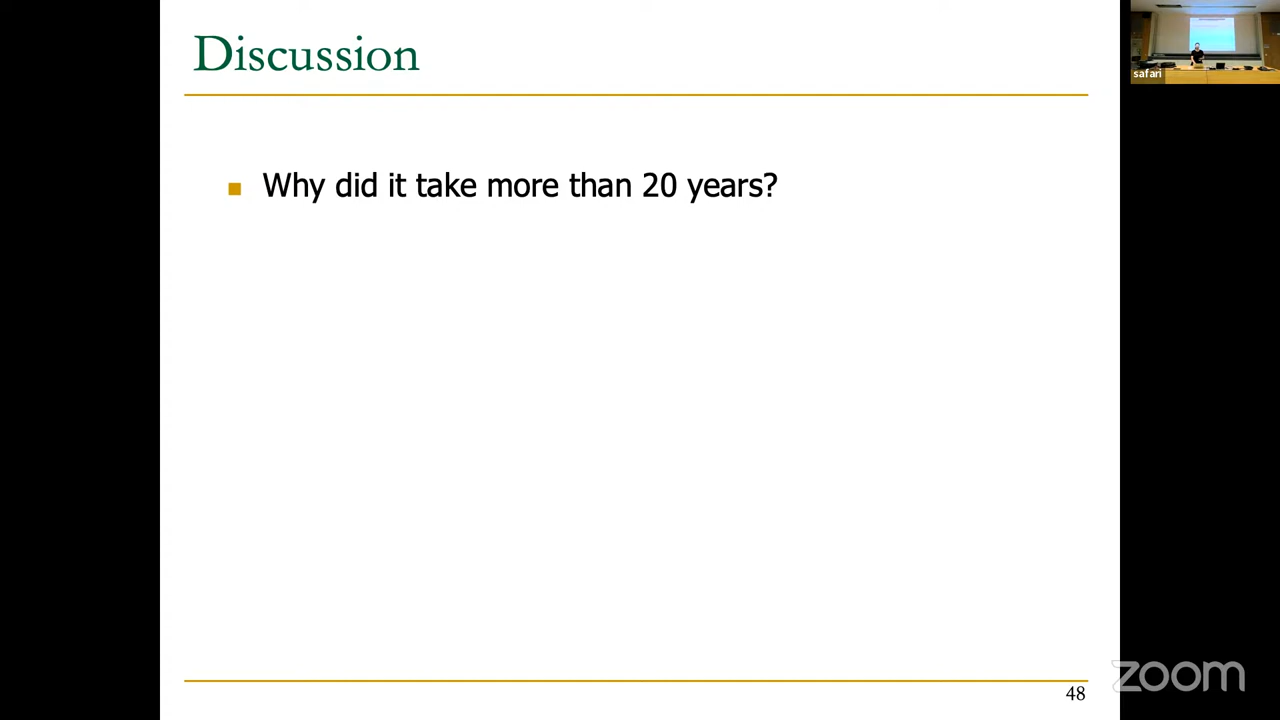 Discussion
safari
Why did it take more than 20 years?
48
zoom